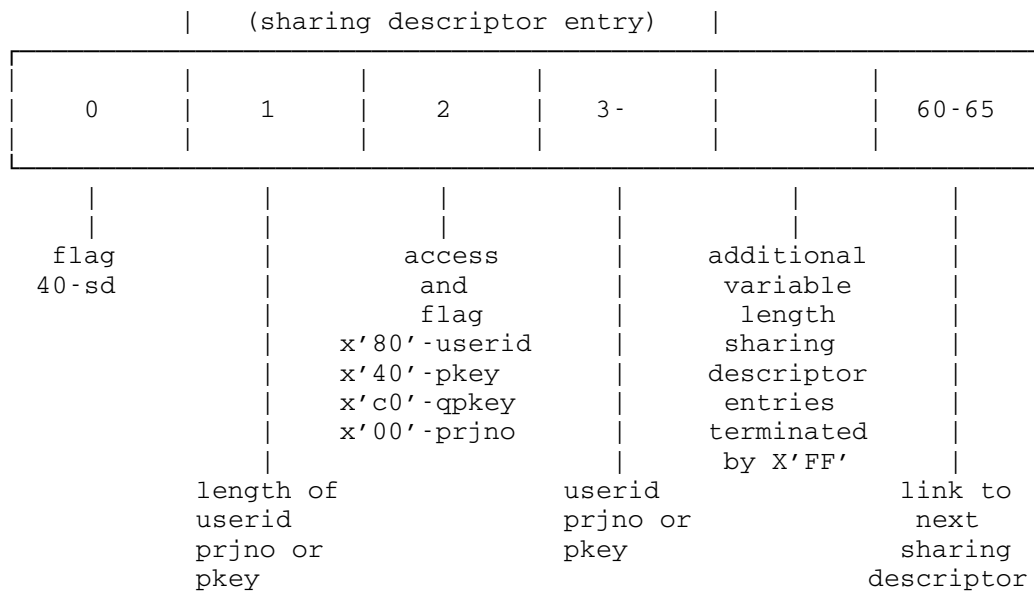 (sharing descriptor entry)
0 1 2 3- 60-65
flag access additional
40-sd and variable
flag length
x'80'-userid sharing
x'40'-pkey descriptor
x'c0'-qpkey entries
x'00'-prjno terminated
by X'FF'
length of userid link to
userid prjno or next
prjno or pkey sharing
pkey descriptor